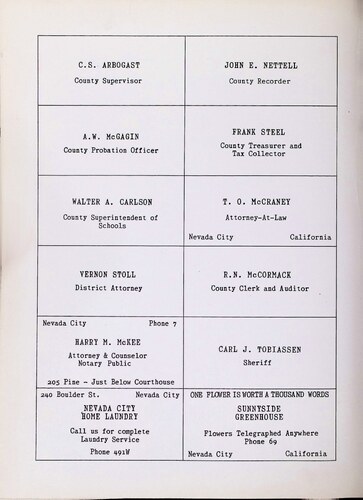 C.S. ARBOGAST
County Supervisor
JOHN E. NETTELL
County Recorder
A.W. McGAGIN
County Probation Officer
FRANK STEEL
County Treasurer and
Tax Collector
WALTER A. CARLSON
County Superintendent of
Schools
T. O. McCRANEY
Attorney-At-Law
Nevada City California
VERNON STOLL
District Attorney
R.N. McCORMACK
County Clerk and Auditor
Nevada City Phone 7
HARRY M. McKEE
Attorney & Counselor
Notary Public
205 Pine - Just Below Courthouse
CARL J. TOBIASSEN
Sheriff
240 Boulder St. Nevada City
NEVADA CITY
HOME LAUNDRY
Call us for complete
Laundry Service
Phone 491W
ONE FLOWER IS WORTH A THOUSAND WORDS
SUNNYSIDE
GREENHOUSE
Flowers Telegraphed Anywhere
Phone 69
Nevada City California